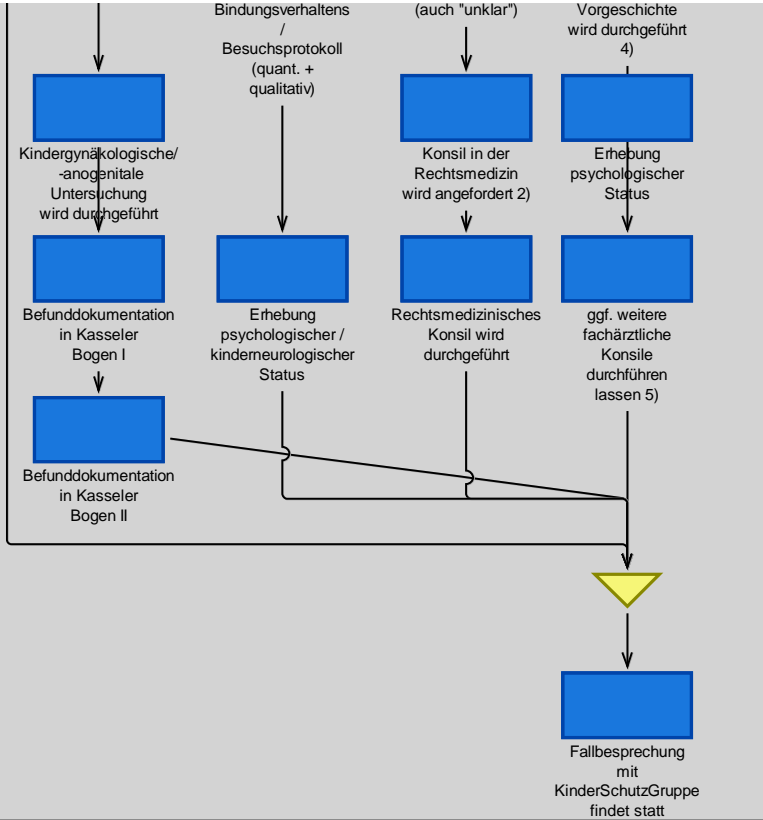 Bindungsverhaltens
/
Besuchsprotokoll
(quant. +
qualitativ)
(auch "unklar")
Vorgeschichte
wird durchgeführt
4)
Kindergynäkologische/
-anogenitale
Untersuchung
wird durchgeführt
Konsil in der
Rechtsmedizin
wird angefordert 2)
Erhebung
psychologischer
Status
Befunddokumentation
in Kasseler
Bogen I
Erhebung
psychologischer /
kinderneurologischer
Status
Rechtsmedizinisches
Konsil wird
durchgeführt
ggf. weitere
fachärztliche
Konsile
durchführen
lassen 5)
Befunddokumentation
in Kasseler
Bogen II
Fallbesprechung
mit
KinderSchutzGruppe
findet statt